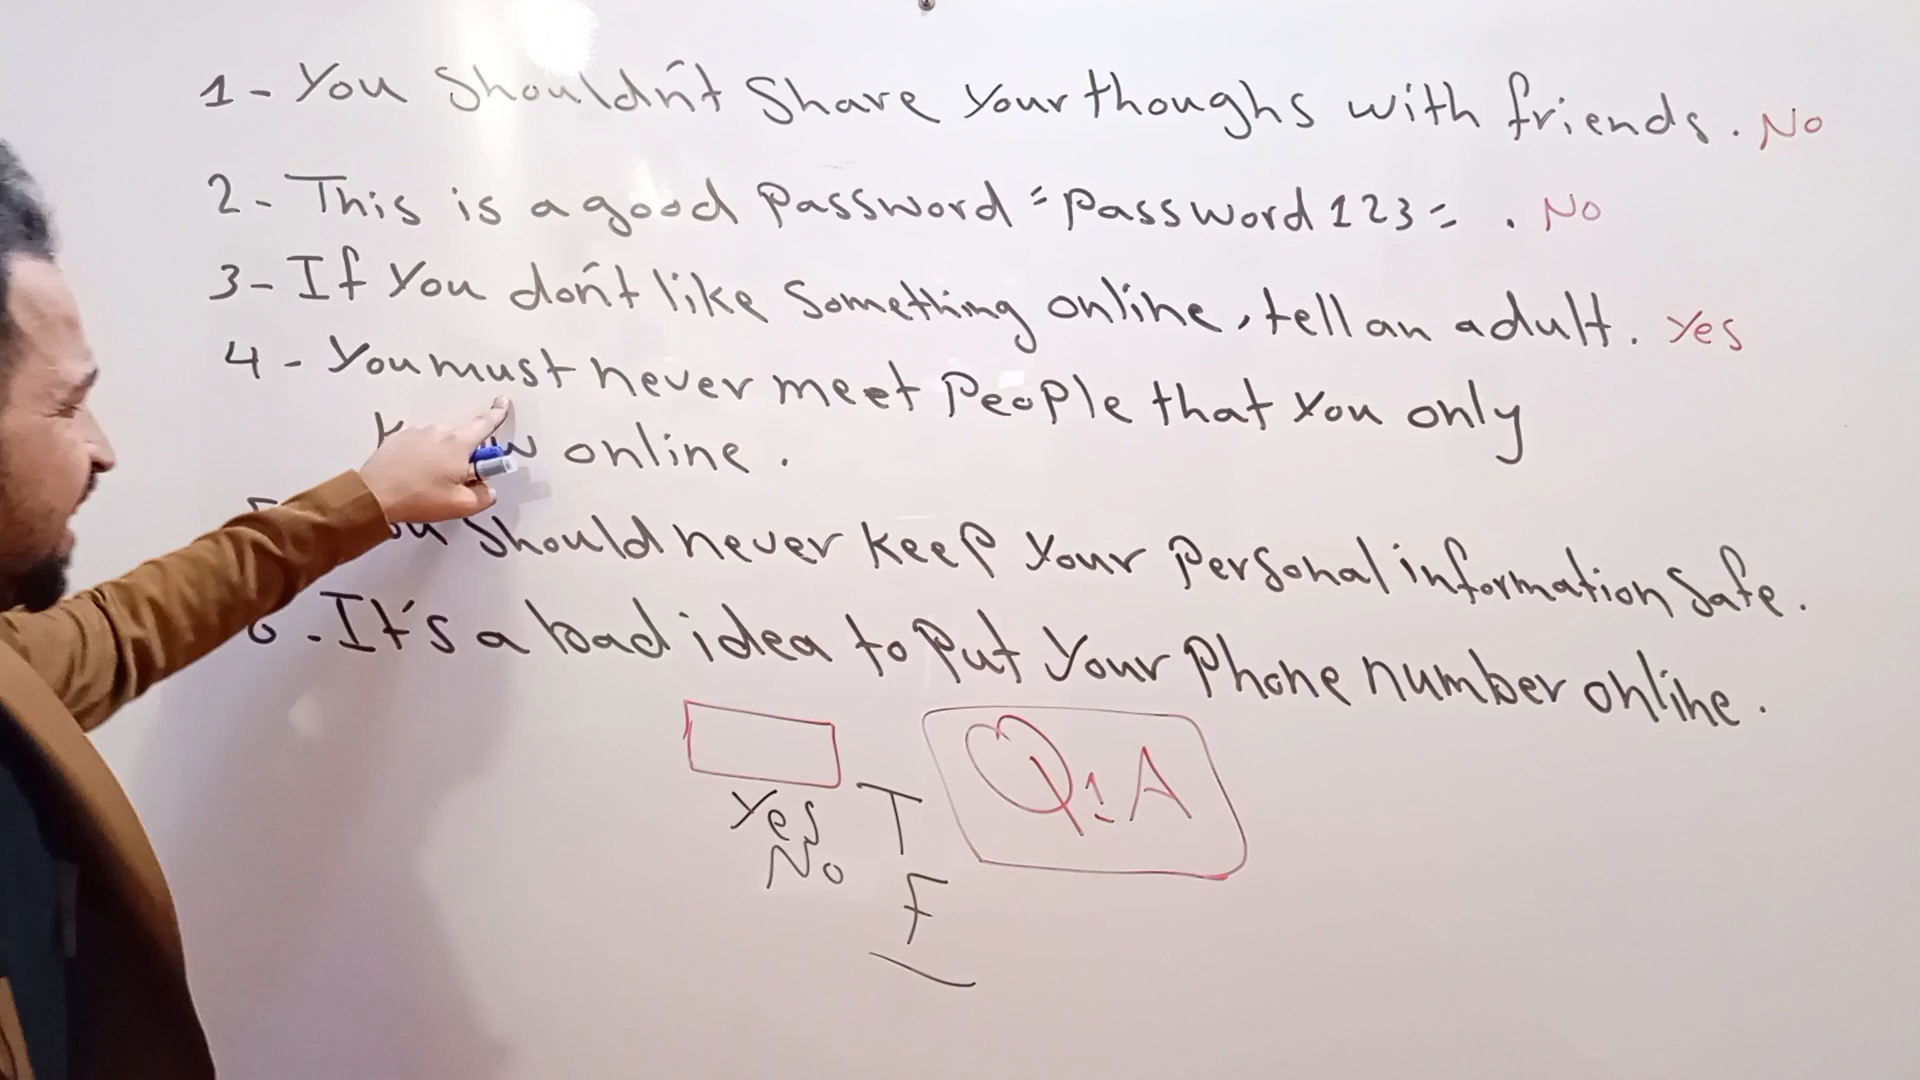 1 - You Shouldn't Share Your thoughs with friends. No
2 - This is a good Password "Password 123" . No
3 - If You don't like Something online, tell an adult. Yes
4 - You must never meet People that You only
online.
Should never keep Your Personal information Safe.
6. It's a bad idea to Put Your Phone number online.
Yes T
No
F
Q & A